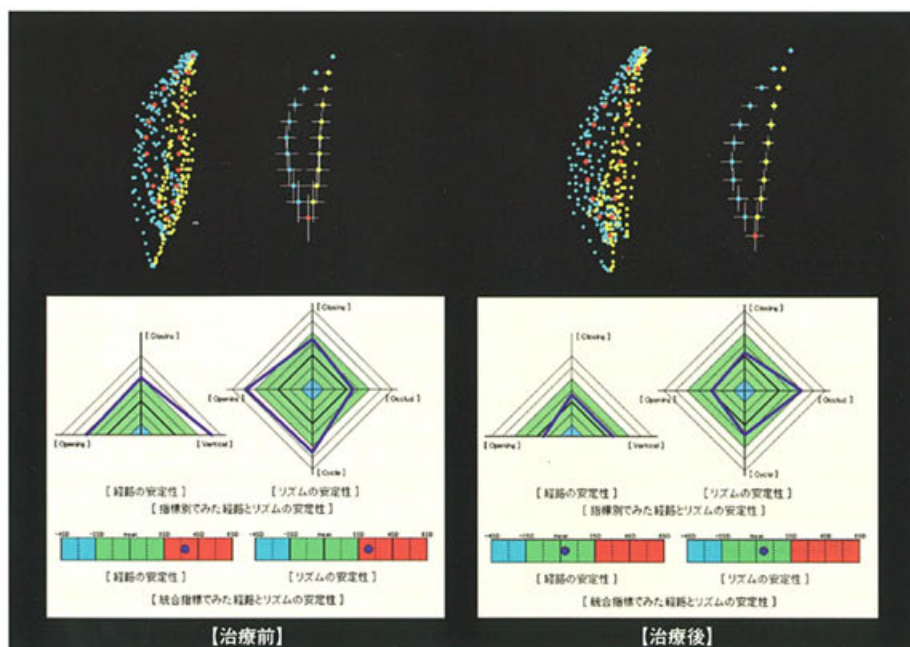 [ Closing ]
[ Closing ]
[ Opening ]
[ Vertical ]
[ Opening ]
[ Occlud ]
[ Cycle ]
[ 経路の安定性 ]
[ リズムの安定性 ]
[ 指標別でみた経路とリズムの安定性 ]
mean
mean
[ 経路の安定性 ]
[ リズムの安定性 ]
[ 統合指標でみた経路とリズムの安定性 ]
【治療前】
[ Closing ]
[ Closing ]
[ Opening ]
[ Vertical ]
[ Opening ]
[ Occlud ]
[ Cycle ]
[ 経路の安定性 ]
[ リズムの安定性 ]
[ 指標別でみた経路とリズムの安定性 ]
mean
mean
[ 経路の安定性 ]
[ リズムの安定性 ]
[ 統合指標でみた経路とリズムの安定性 ]
【治療後】